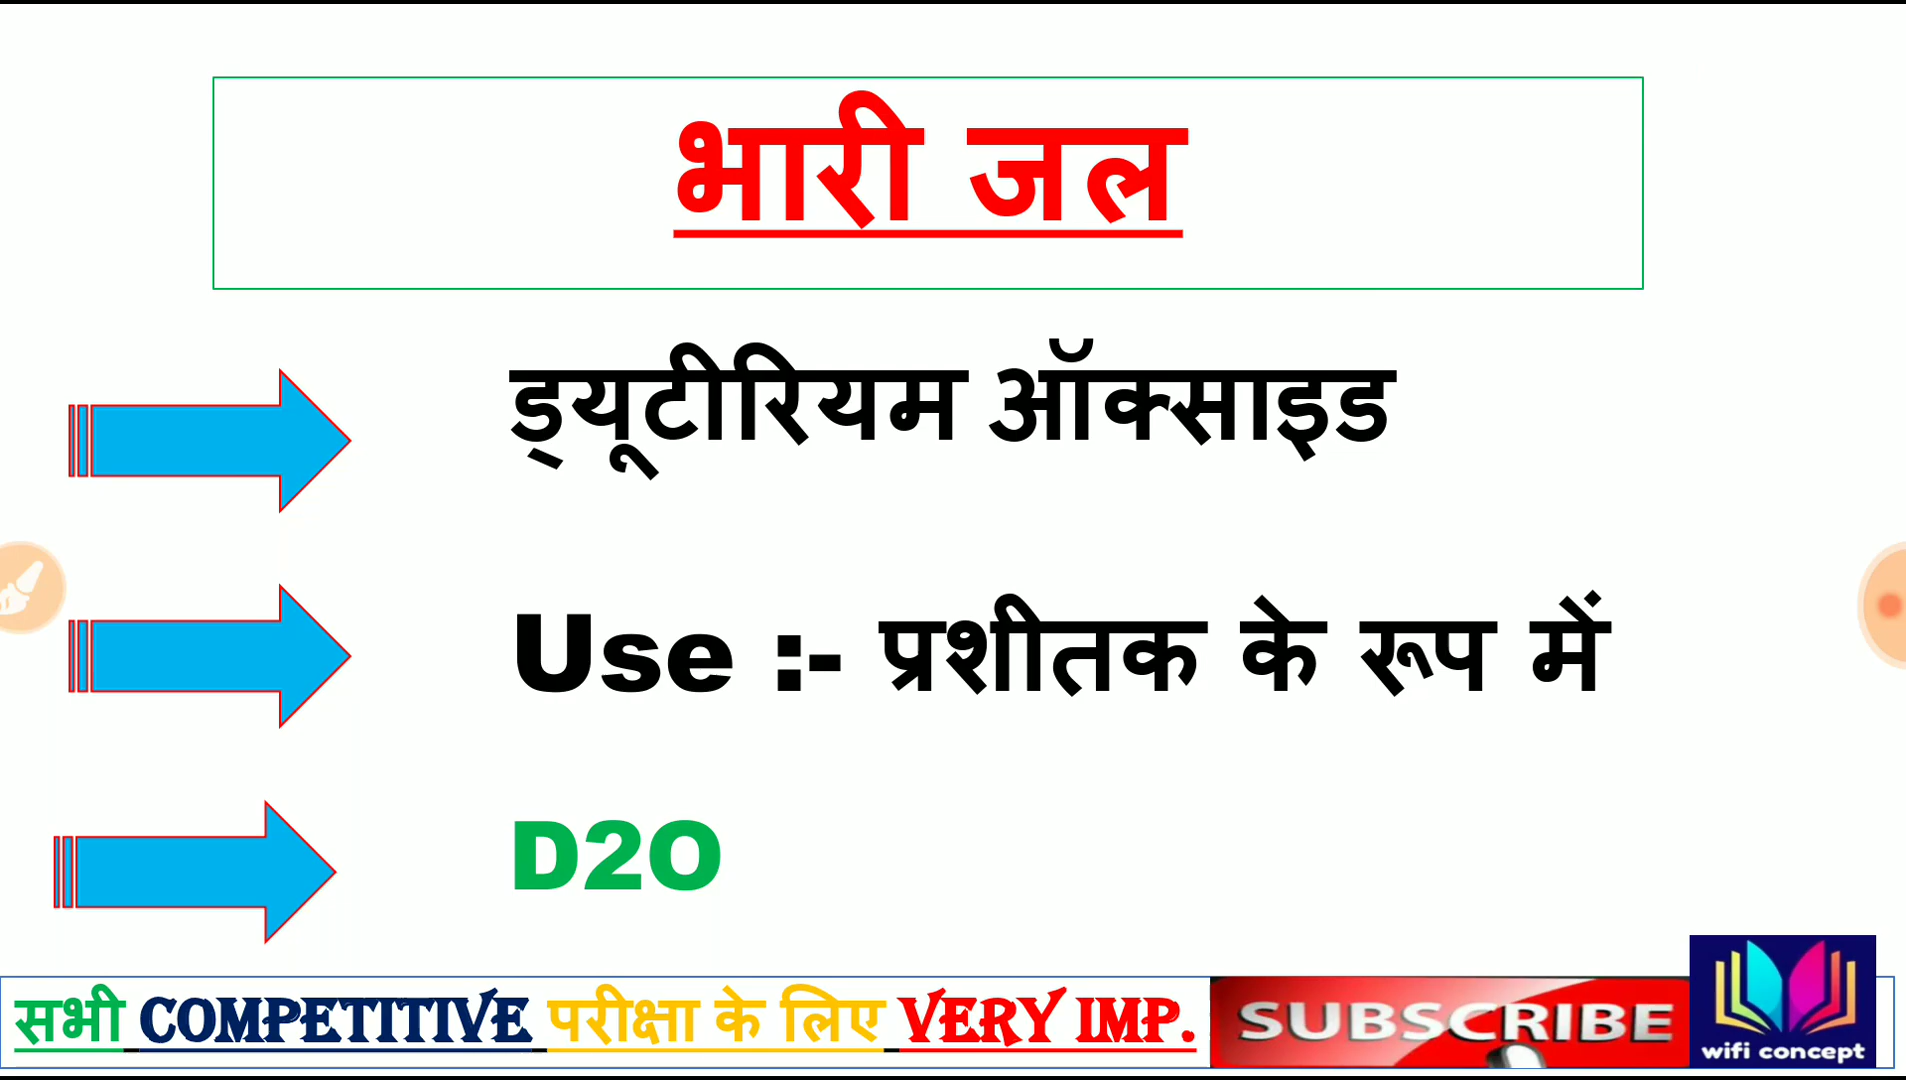 भारी जल
ड्यूटीरियम ऑक्साइड
Use :- प्रशीतक के रूप में
D2O
सभी COMPETITIVE परीक्षा के लिए VERY IMP.
SUBSCRIBE
wifi concept